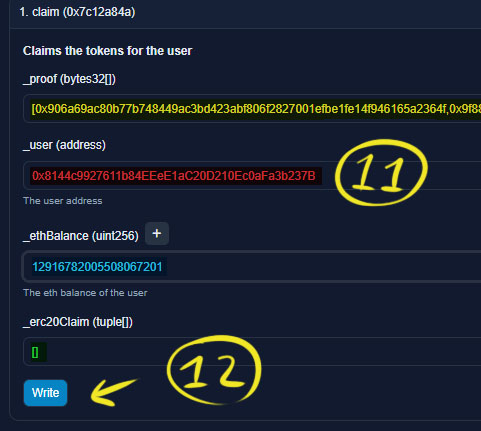 1. claim (0x7c12a84a)
Claims the tokens for the user
_proof (bytes32[])
[0x906a69ac80b77b748449ac3bd423abf806f2827001efbe1fe14f946165a2364f,0x9f88
_user (address)
0x8144c9927611b84EEeE1aC20D210Ec0aFa3b237B
11
The user address
_ethBalance (uint256) +
12916782005508067201
The eth balance of the user
_erc20Claim (tuple[])
[]
Write
12